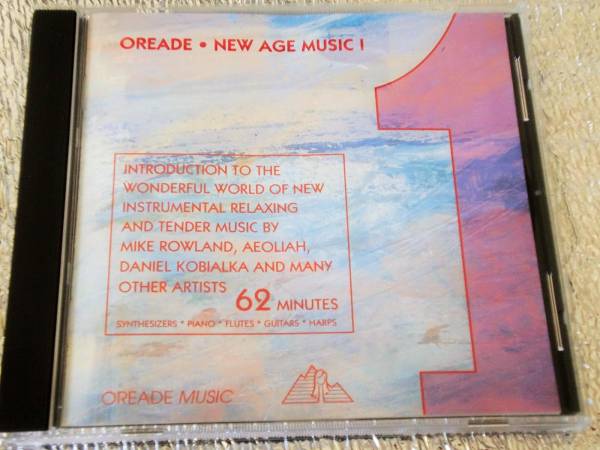 OREADE • NEW AGE MUSIC I
1
INTRODUCTION TO THE
WONDERFUL WORLD OF NEW
INSTRUMENTAL RELAXING
AND TENDER MUSIC BY
MIKE ROWLAND, AEOLIAH,
DANIEL KOBIALKA AND MANY
OTHER ARTISTS 62 MINUTES
SYNTHESIZERS * PIANO * FLUTES * GUITARS * HARPS
OREADE MUSIC